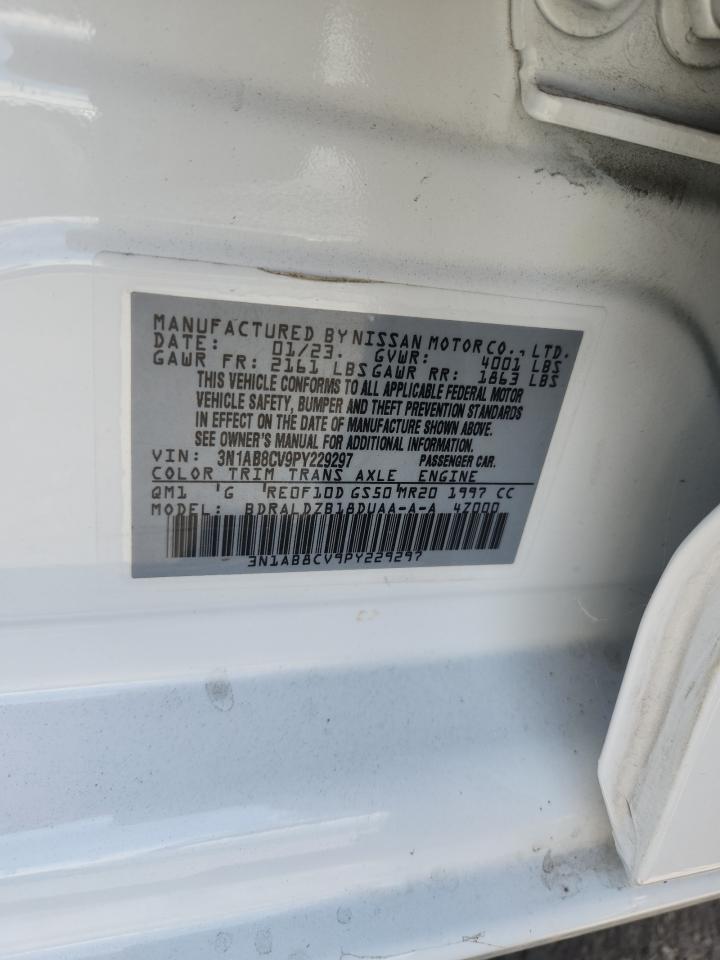 MANUFACTURED BY NISSAN MOTOR CO., LTD.
DATE: 01/23. GVWR: 4001 LBS
GAWR FR: 2161 LBS GAWR RR: 1863 LBS
THIS VEHICLE CONFORMS TO ALL APPLICABLE FEDERAL MOTOR
VEHICLE SAFETY, BUMPER AND THEFT PREVENTION STANDARDS
IN EFFECT ON THE DATE OF MANUFACTURE SHOWN ABOVE.
SEE OWNER'S MANUAL FOR ADDITIONAL INFORMATION.
VIN: 3N1AB8CV9PY229297 PASSENGER CAR.
COLOR TRIM TRANS AXLE ENGINE
QM1 'G 'RE0F10D GS50'MR20 1997 CC
MODEL: BDRALDZB18DUAA-A-A 4Z000
3N1AB8CV9PY229297